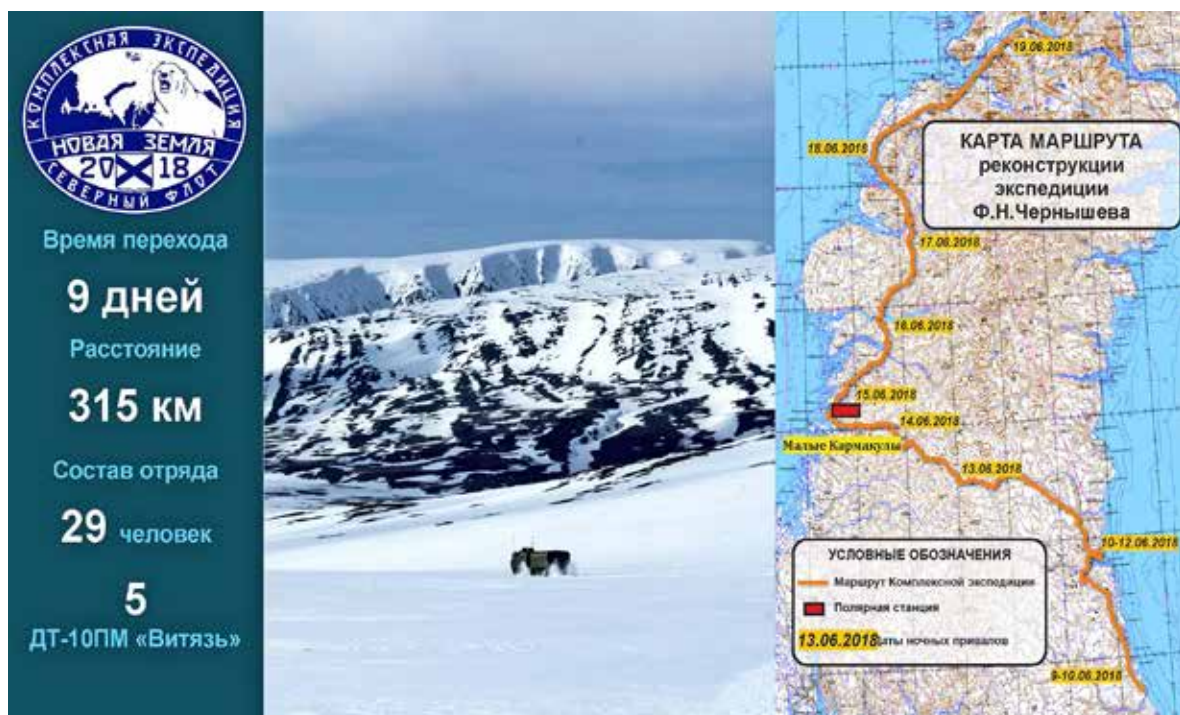 КОМПЛЕКСНАЯ ЭКСПЕДИЦИЯ
НОВАЯ ЗЕМЛЯ
20 18
СЕВЕРНЫЙ ФЛОТ
Время перехода
9 дней
Расстояние
315 км
Состав отряда
29 человек
5
ДТ-10ПМ «Витязь»
19.06.2018
КАРТА МАРШРУТА
реконструкции
экспедиции
Ф.Н.Чернышева
18.06.2018
17.06.2018
16.06.2018
15.06.2018
14.06.2018
Малые Кармакулы
13.06.2018
10-12.06.2018
УСЛОВНЫЕ ОБОЗНАЧЕНИЯ
Маршрут Комплексной экспедиции
Полярная станция
13.06.2018 аты ночных привалов
9-10.06.2018